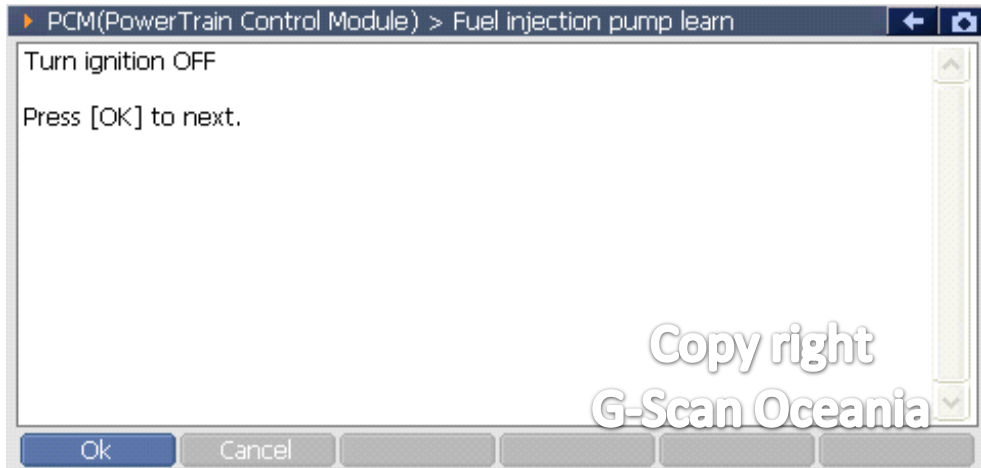 PCM(PowerTrain Control Module) > Fuel injection pump learn
Turn ignition OFF
Press [OK] to next.
Copy right
G-Scan Oceania
Ok Cancel